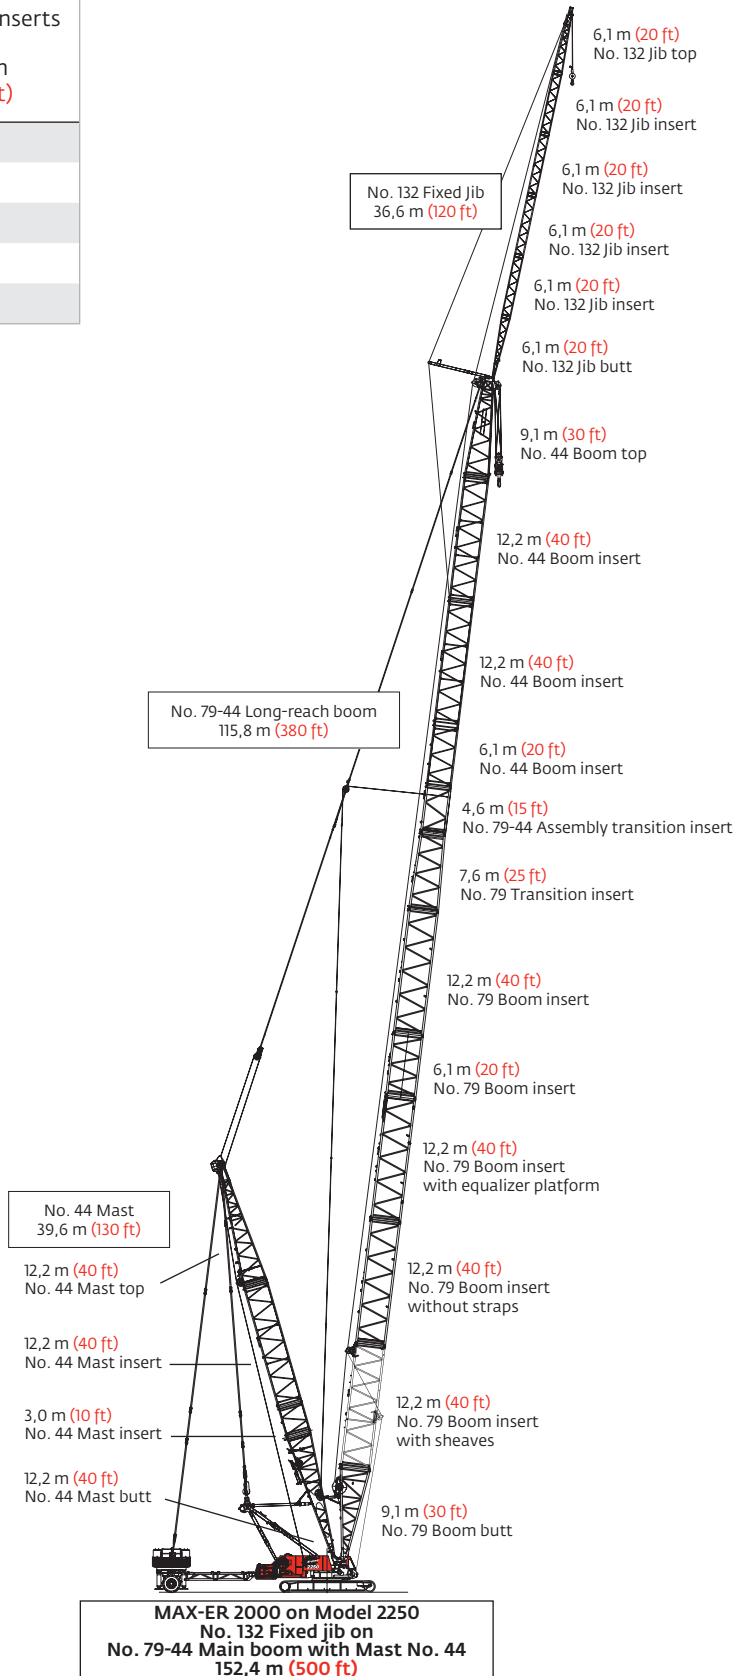 nserts
6,1 m (20 ft)
No. 132 Jib top
6,1 m (20 ft)
No. 132 Jib insert
6,1 m (20 ft)
No. 132 Jib insert
No. 132 Fixed Jib
36,6 m (120 ft)
6,1 m (20 ft)
No. 132 Jib insert
6,1 m (20 ft)
No. 132 Jib insert
6,1 m (20 ft)
No. 132 Jib butt
9,1 m (30 ft)
No. 44 Boom top
12,2 m (40 ft)
No. 44 Boom insert
12,2 m (40 ft)
No. 44 Boom insert
No. 79-44 Long-reach boom
115,8 m (380 ft)
6,1 m (20 ft)
No. 44 Boom insert
4,6 m (15 ft)
No. 79-44 Assembly transition insert
7,6 m (25 ft)
No. 79 Transition insert
12,2 m (40 ft)
No. 79 Boom insert
6,1 m (20 ft)
No. 79 Boom insert
12,2 m (40 ft)
No. 79 Boom insert
with equalizer platform
No. 44 Mast
39,6 m (130 ft)
12,2 m (40 ft)
No. 44 Mast top
12,2 m (40 ft)
No. 79 Boom insert
without straps
12,2 m (40 ft)
No. 44 Mast insert
3,0 m (10 ft)
No. 44 Mast insert
12,2 m (40 ft)
No. 79 Boom insert
with sheaves
12,2 m (40 ft)
No. 44 Mast butt
9,1 m (30 ft)
No. 79 Boom butt
2250
MAX-ER 2000 on Model 2250
No. 132 Fixed jib on
No. 79-44 Main boom with Mast No. 44
152,4 m (500 ft)